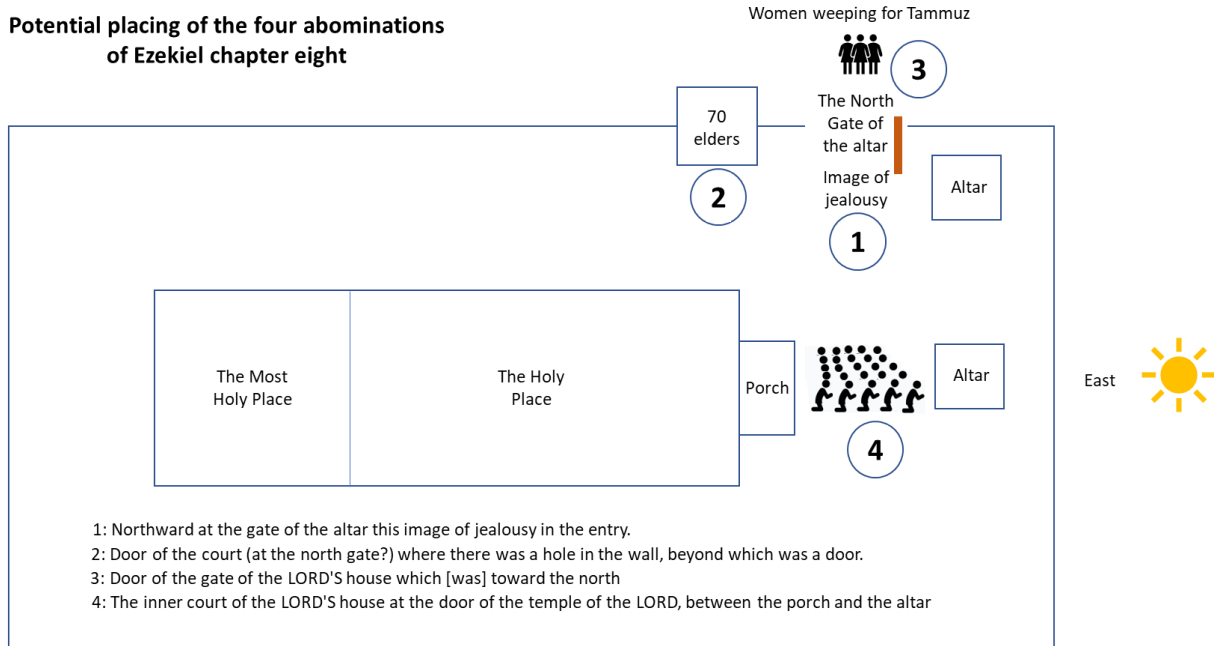 Potential placing of the four abominations
of Ezekiel chapter eight
Women weeping for Tammuz
3
The North
Gate of
the altar
70
elders
2
Image of
jealousy
1
Altar
The Most
Holy Place
The Holy
Place
Porch
Altar
East
4
1: Northward at the gate of the altar this image of jealousy in the entry.
2: Door of the court (at the north gate?) where there was a hole in the wall, beyond which was a door.
3: Door of the gate of the LORD'S house which [was] toward the north
4: The inner court of the LORD'S house at the door of the temple of the LORD, between the porch and the altar